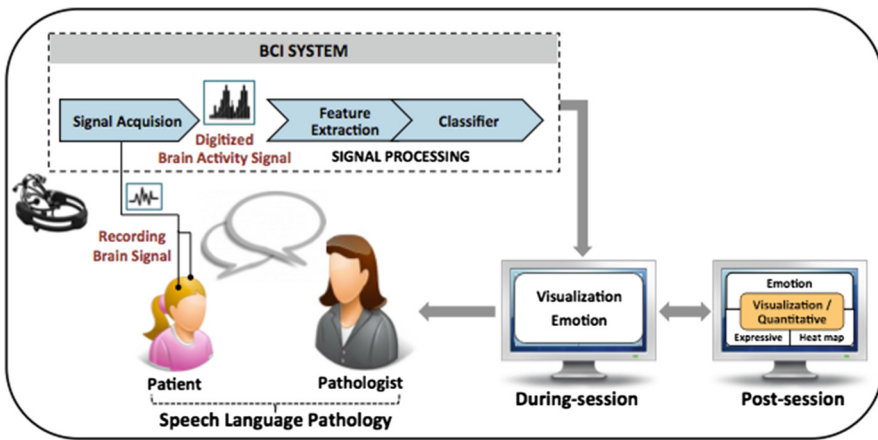 BCI SYSTEM
Signal Acquision
Digitized
Brain Activity Signal
Feature
Extraction
Classifier
SIGNAL PROCESSING
Recording
Brain Signal
Patient
Pathologist
Speech Language Pathology
Visualization
Emotion
During-session
Emotion
Visualization /
Quantitative
Expressive
Heat map
Post-session